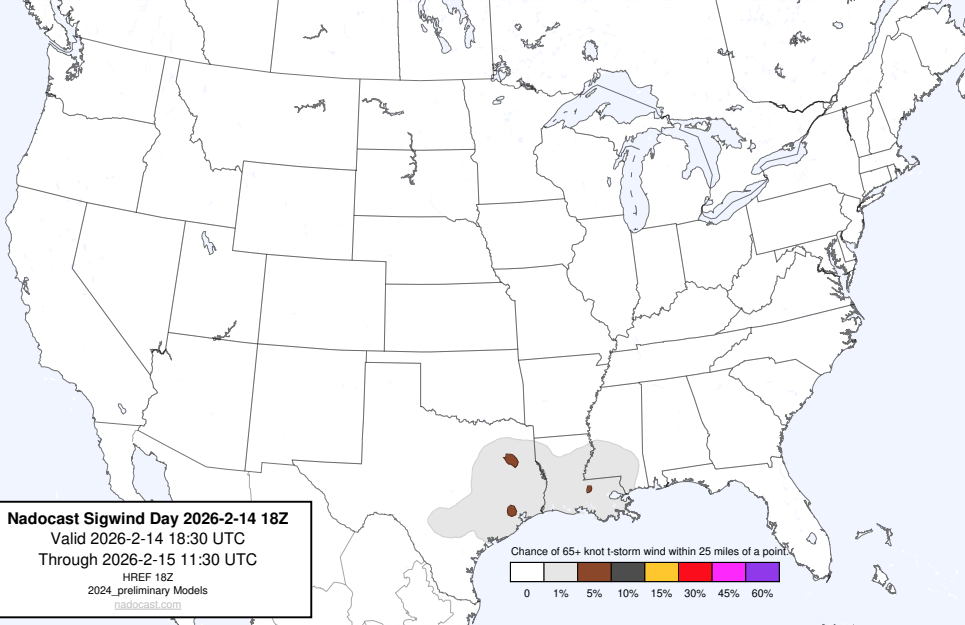 Nadocast Sigwind Day 2026-2-14 18Z
Valid 2026-2-14 18:30 UTC
Through 2026-2-15 11:30 UTC
HREF 18Z
2024_preliminary Models
nadocast.com
Chance of 65+ knot t-storm wind within 25 miles of a point.
0 1% 5% 10% 15% 30% 45% 60%